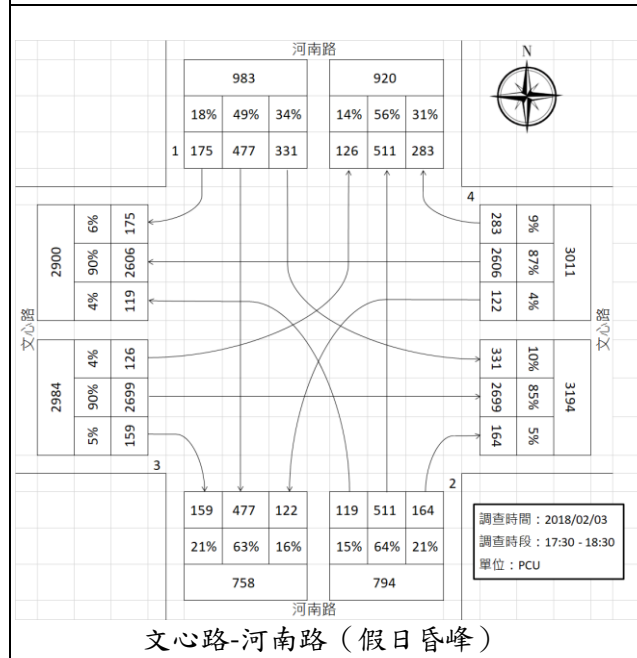 河南路
N
983
920
18% 49% 34%
14% 56% 31%
1
175 477 331
126 511 283
4
2900
6% 175
90% 2606
4% 119
283 9%
2606 87%
122 4%
3011
文心路
文心路
2984
4% 126
90% 2699
5% 159
331 10%
2699 85%
164 5%
3194
3
2
159 477 122
119 511 164
21% 63% 16%
15% 64% 21%
758
794
調查時間：2018/02/03
調查時段：17:30 - 18:30
單位：PCU
河南路
文心路-河南路（假日昏峰）